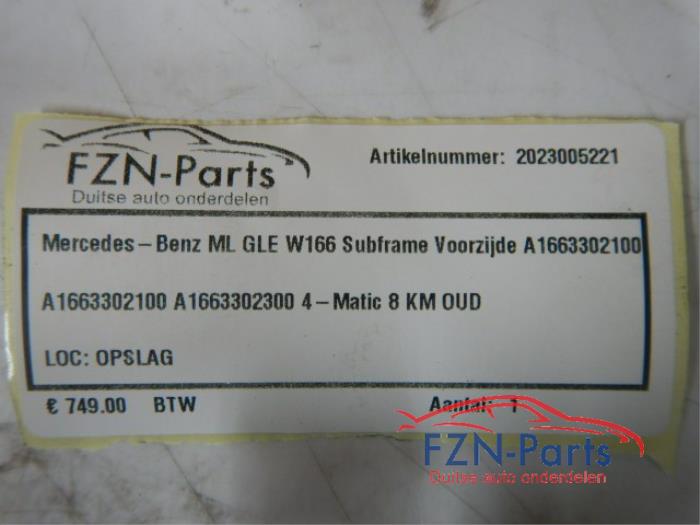 FZN-Parts
Duitse auto onderdelen
Artikelnummer: 2023005221
Mercedes-Benz ML GLE W166 Subframe Voorzijde A1663302100
A1663302100 A1663302300 4-Matic 8 KM OUD
LOC: OPSLAG
€ 749.00 BTW
Aantal: 1
FZN-Parts
Duitse auto onderdelen